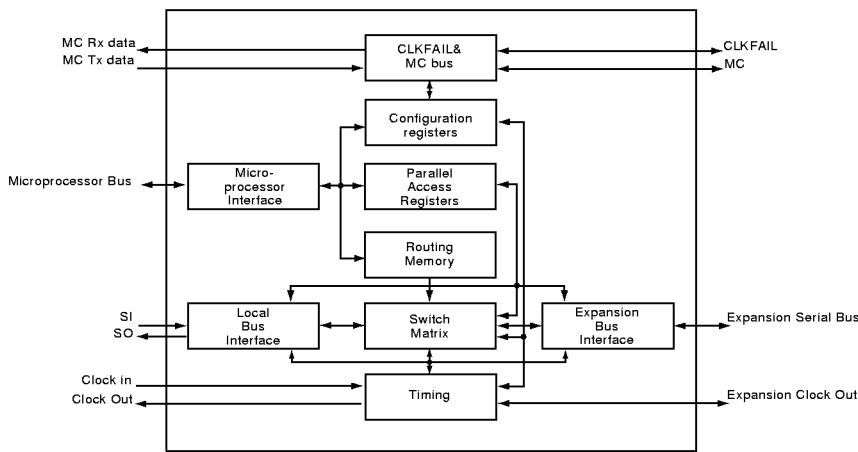 MC Rx data
MC Tx data
CLKFAIL&
MC bus
CLKFAIL
MC
Configuration
registers
Microprocessor Bus
Micro-
processor
Interface
Parallel
Access
Registers
Routing
Memory
SI
SO
Local
Bus
Interface
Switch
Matrix
Expansion
Bus
Interface
Expansion Serial Bus
Clock in
Clock Out
Timing
Expansion Clock Out